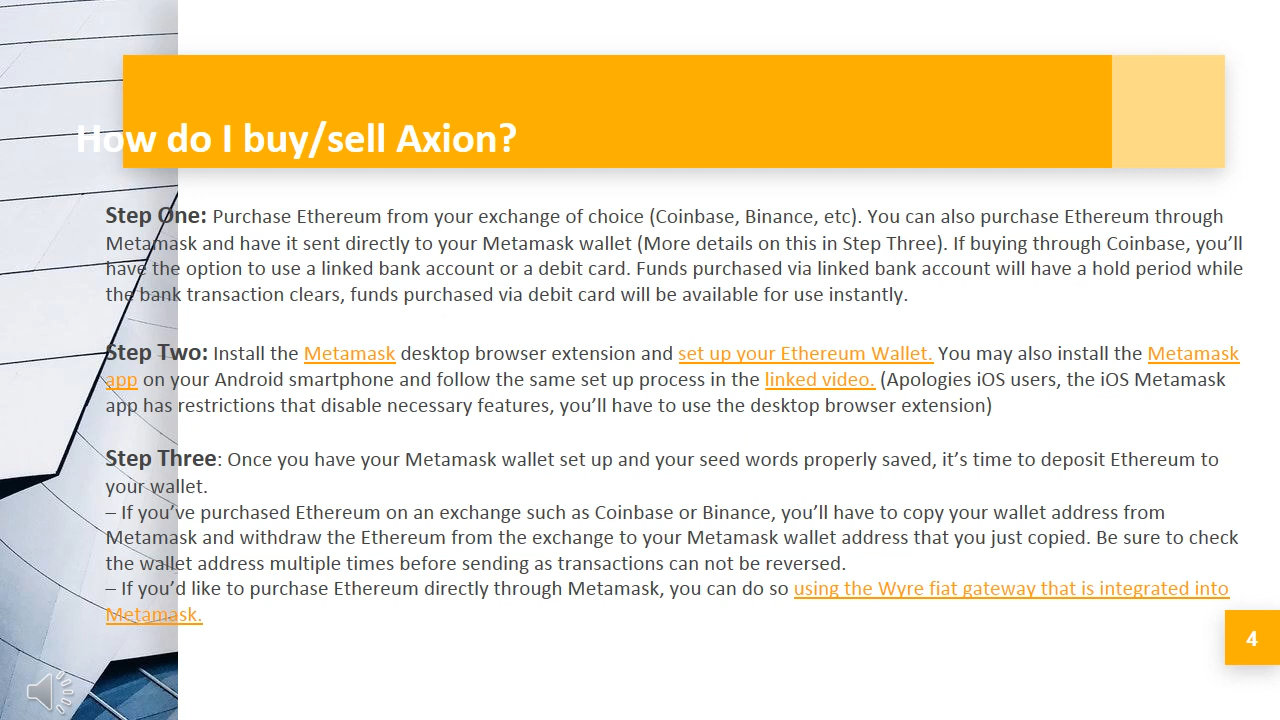 How do I buy/sell Axion?
Step One: Purchase Ethereum from your exchange of choice (Coinbase, Binance, etc). You can also purchase Ethereum through
Metamask and have it sent directly to your Metamask wallet (More details on this in Step Three). If buying through Coinbase, you’ll
have the option to use a linked bank account or a debit card. Funds purchased via linked bank account will have a hold period while
the bank transaction clears, funds purchased via debit card will be available for use instantly.
Step Two: Install the Metamask desktop browser extension and set up your Ethereum Wallet. You may also install the Metamask
app on your Android smartphone and follow the same set up process in the linked video. (Apologies iOS users, the iOS Metamask
app has restrictions that disable necessary features, you’ll have to use the desktop browser extension)
Step Three: Once you have your Metamask wallet set up and your seed words properly saved, it’s time to deposit Ethereum to
your wallet.
– If you’ve purchased Ethereum on an exchange such as Coinbase or Binance, you’ll have to copy your wallet address from
Metamask and withdraw the Ethereum from the exchange to your Metamask wallet address that you just copied. Be sure to check
the wallet address multiple times before sending as transactions can not be reversed.
– If you’d like to purchase Ethereum directly through Metamask, you can do so using the Wyre fiat gateway that is integrated into
Metamask.
4